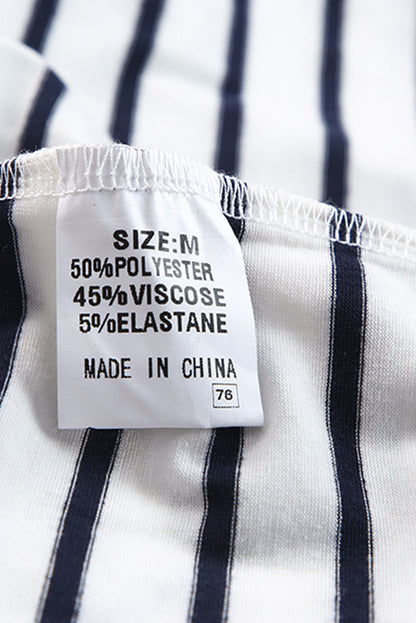 SIZE:M
50%POLYESTER
45%VISCOSE
5%ELASTANE
MADE IN CHINA
76